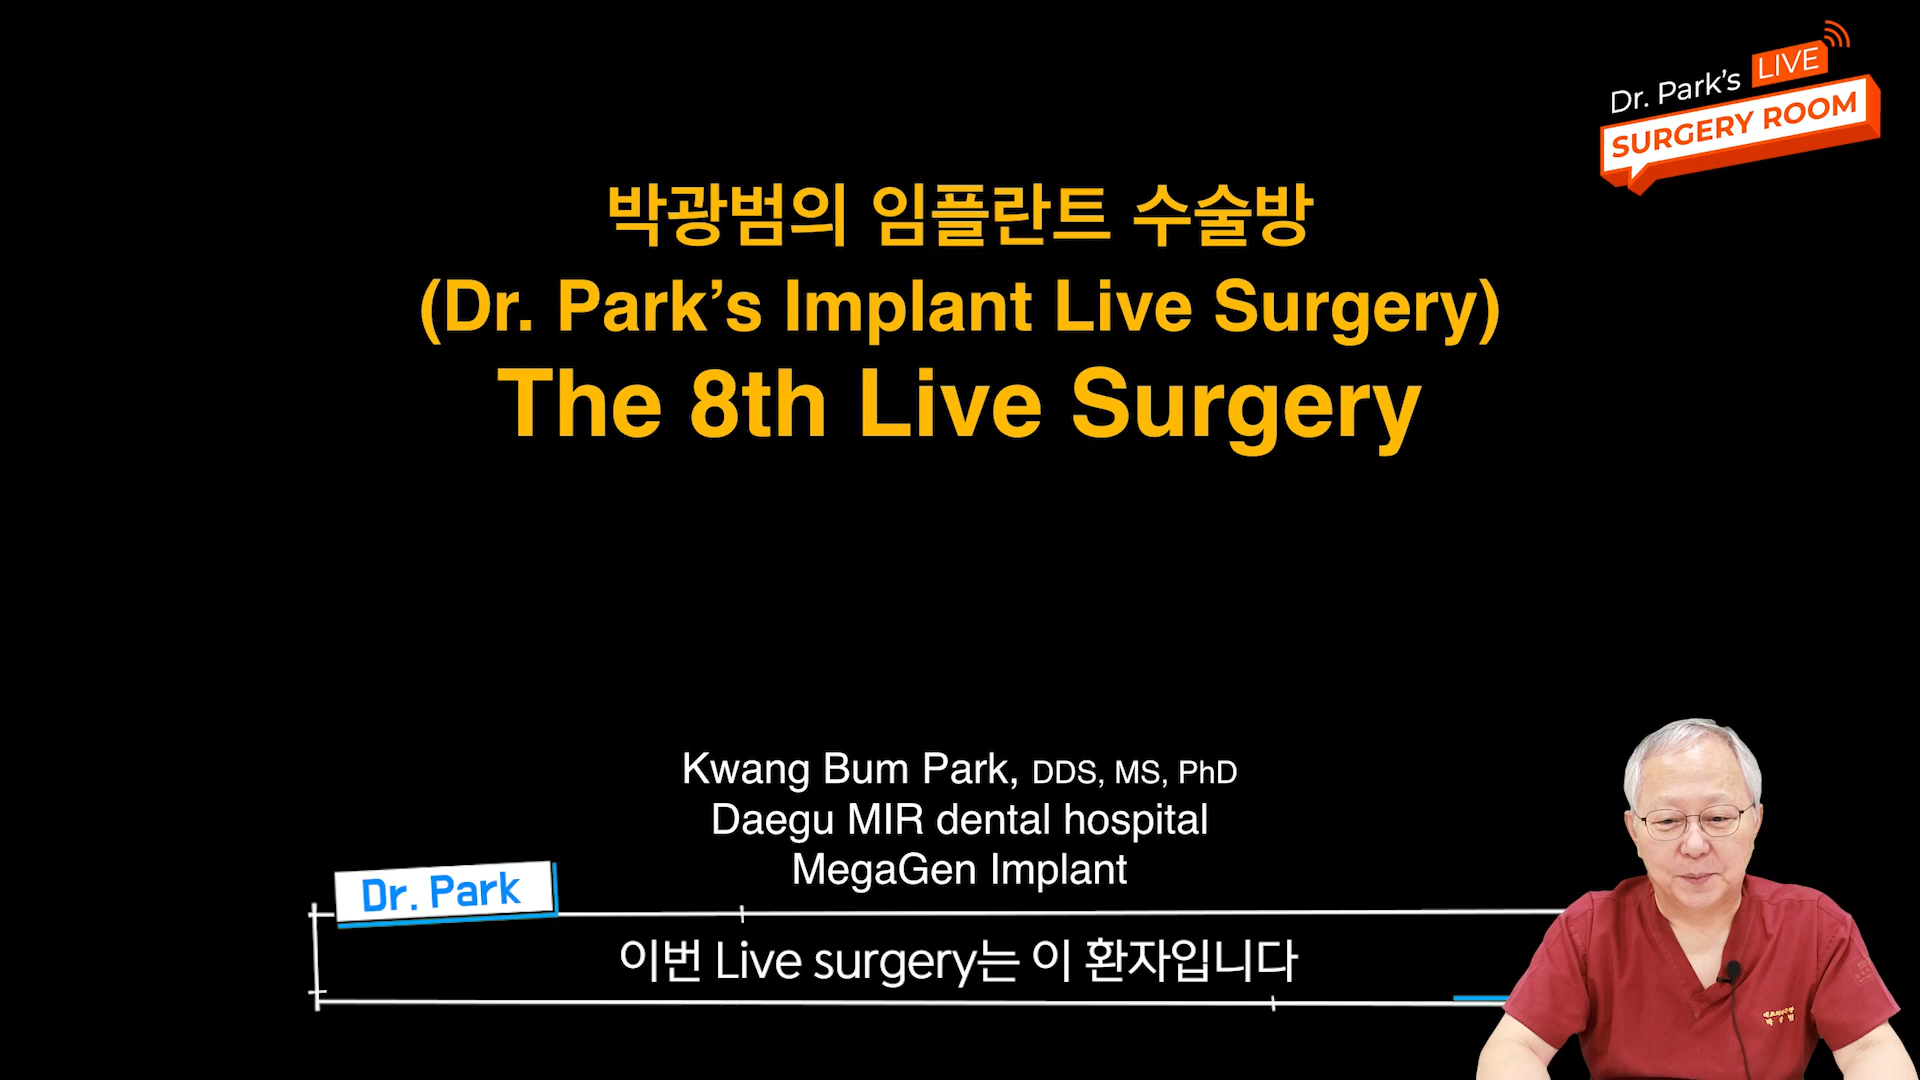 Dr. Park's LIVE
SURGERY ROOM
박광범의 임플란트 수술방
(Dr. Park’s Implant Live Surgery)
The 8th Live Surgery
Kwang Bum Park, DDS, MS, PhD
Daegu MIR dental hospital
MegaGen Implant
Dr. Park
이번 Live surgery는 이 환자입니다